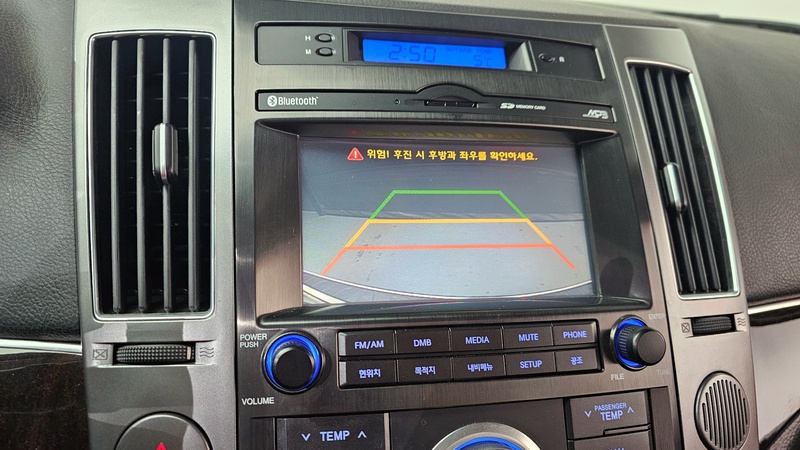 H
M
2:50
Bluetooth
SD MEMORY CARD
MP3
위험! 후진 시 후방과 좌우를 확인하세요.
POWER
PUSH
VOLUME
FM/AM DMB MEDIA MUTE PHONE
현위치 목적지 내비메뉴 SETUP 공조
ENTER
FILE
TUNE
TEMP
PASSENGER
TEMP